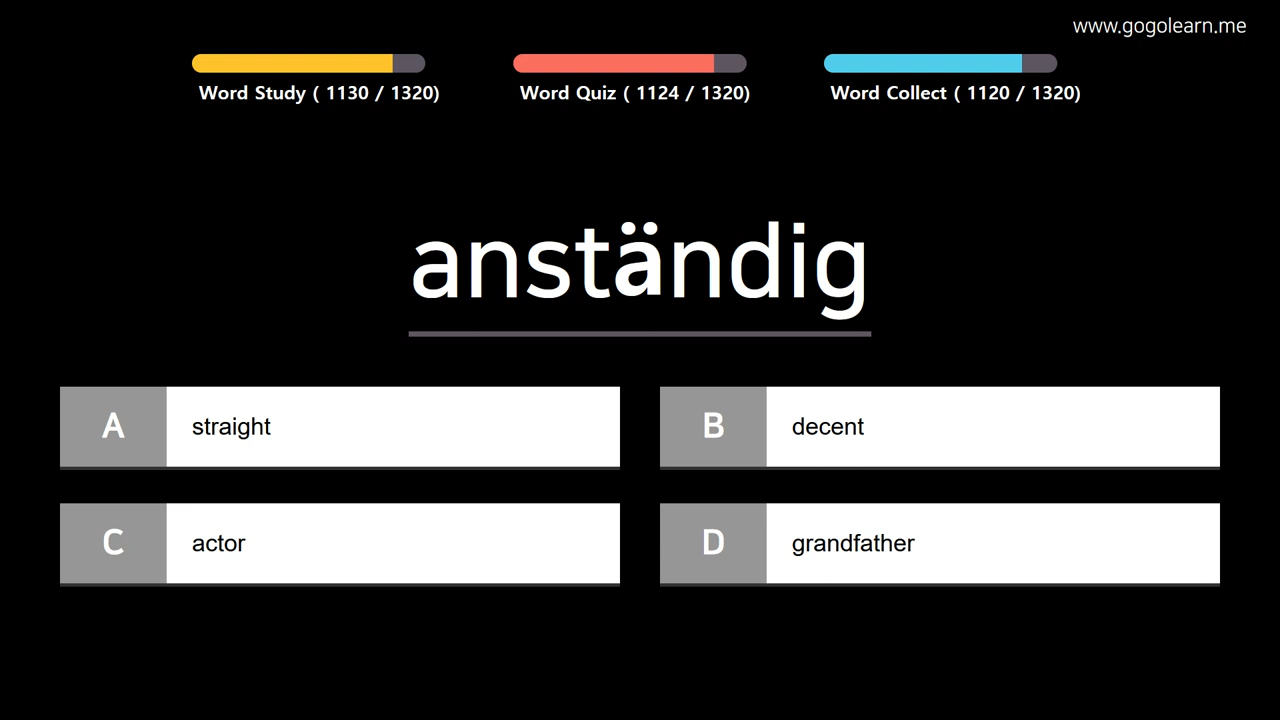 www.gogolearn.me
Word Study ( 1130 / 1320)
Word Quiz ( 1124 / 1320)
Word Collect ( 1120 / 1320)
anständig
A straight
B decent
C actor
D grandfather